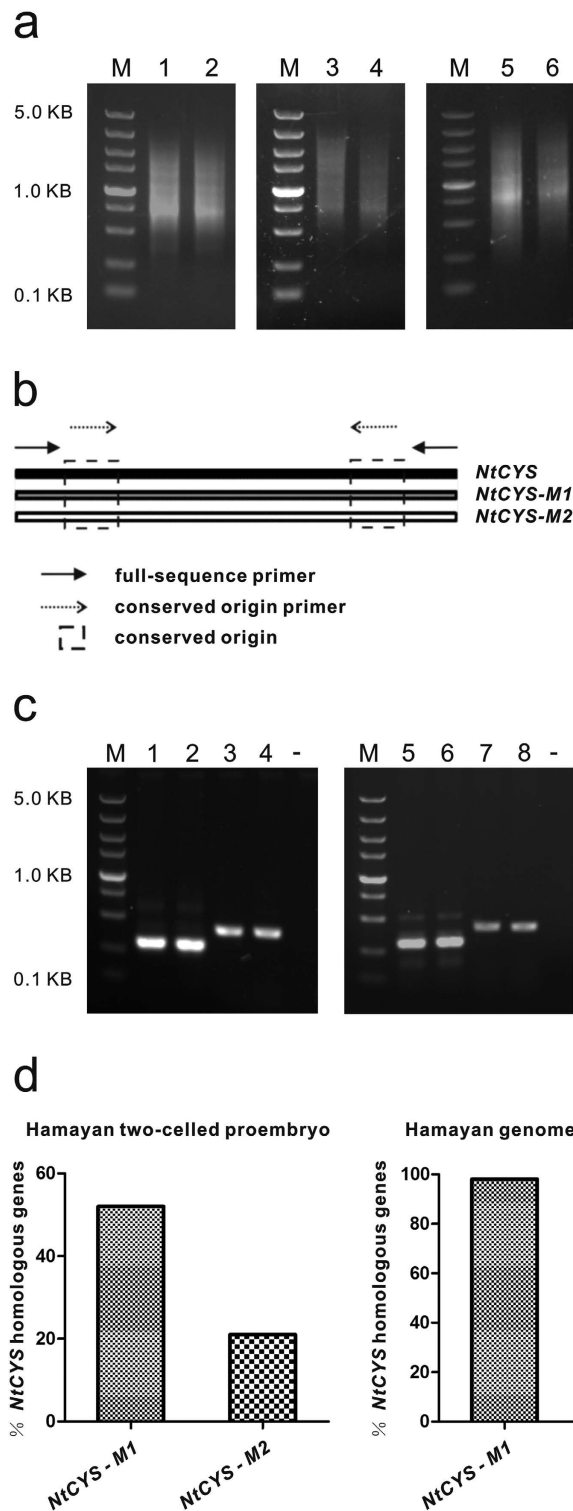 a
M 1 2 M 3 4 M 5 6
5.0 KB
1.0 KB
0.1 KB
b
NtCYS
NtCYS-M1
NtCYS-M2
full-sequence primer
conserved origin primer
conserved origin
c
M 1 2 3 4 - M 5 6 7 8 -
5.0 KB
1.0 KB
0.1 KB
d
Hamayan two-celled proembryo
% NtCYS homologous genes
60
40
20
0
NtCYS - M1
NtCYS - M2
Hamayan genome
% NtCYS homologous genes
100
80
60
40
20
0
NtCYS - M1